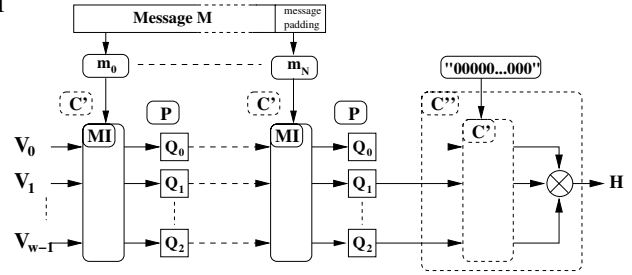 1
Message M message padding
m0 mN "00000...000"
C' C' C''
P P C'
MI MI
V0 Q0 Q0
V1 Q1 Q1 H
Vw−1 Q2 Q2